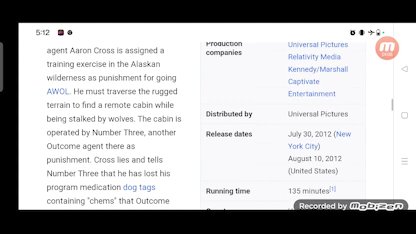 5:12
agent Aaron Cross is assigned a
training exercise in the Alaskan
wilderness as punishment for going
AWOL. He must traverse the rugged
terrain to find a remote cabin while
being stalked by wolves. The cabin is
operated by Number Three, another
Outcome agent there as
punishment. Cross lies and tells
Number Three that he has lost his
program medication dog tags
containing "chems" that Outcome
Production
companies
Universal Pictures
Relativity Media
Kennedy/Marshall
Captivate
Entertainment
Distributed by
Universal Pictures
Release dates
July 30, 2012 (New
York City)
August 10, 2012
(United States)
Running time
135 minutes[1]
Recorded by
MOBIZEN